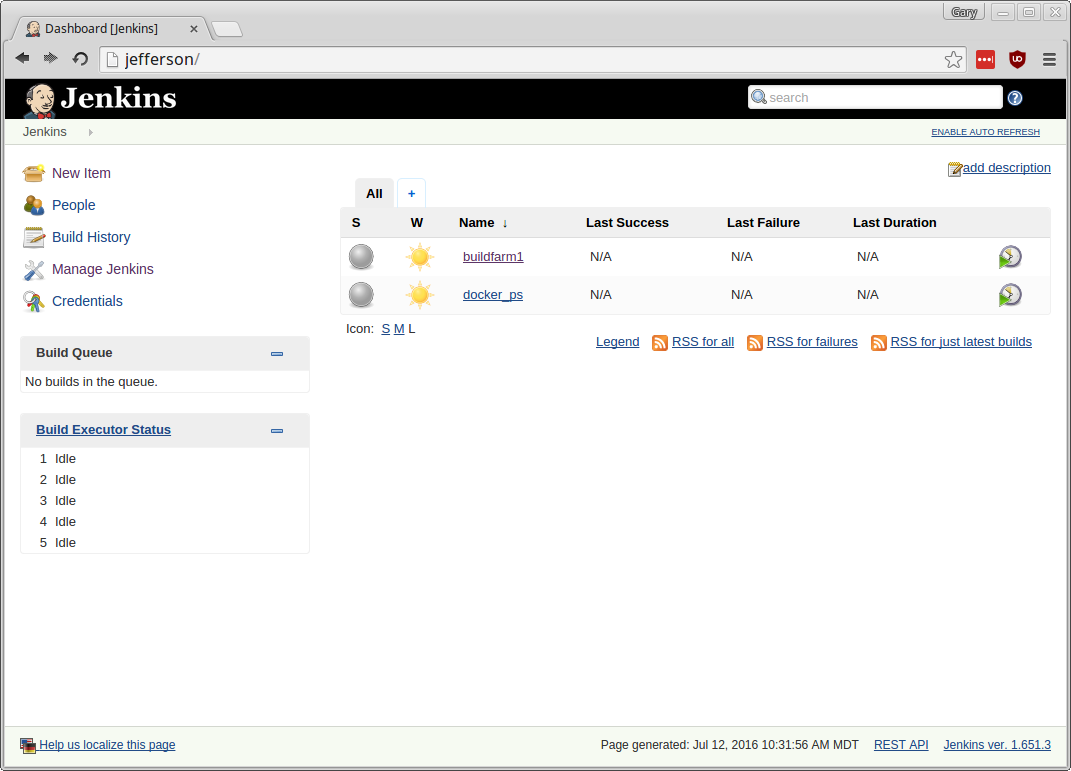 Gary
Dashboard [Jenkins]
jefferson/
Jenkins
search
Jenkins
ENABLE AUTO REFRESH
New Item
People
Build History
Manage Jenkins
Credentials
Build Queue
No builds in the queue.
Build Executor Status
1 Idle
2 Idle
3 Idle
4 Idle
5 Idle
add description
All +
S W Name ↓ Last Success Last Failure Last Duration
buildfarm1 N/A N/A N/A
docker_ps N/A N/A N/A
Icon: S M L
Legend RSS for all RSS for failures RSS for just latest builds
Help us localize this page
Page generated: Jul 12, 2016 10:31:56 AM MDT REST API Jenkins ver. 1.651.3